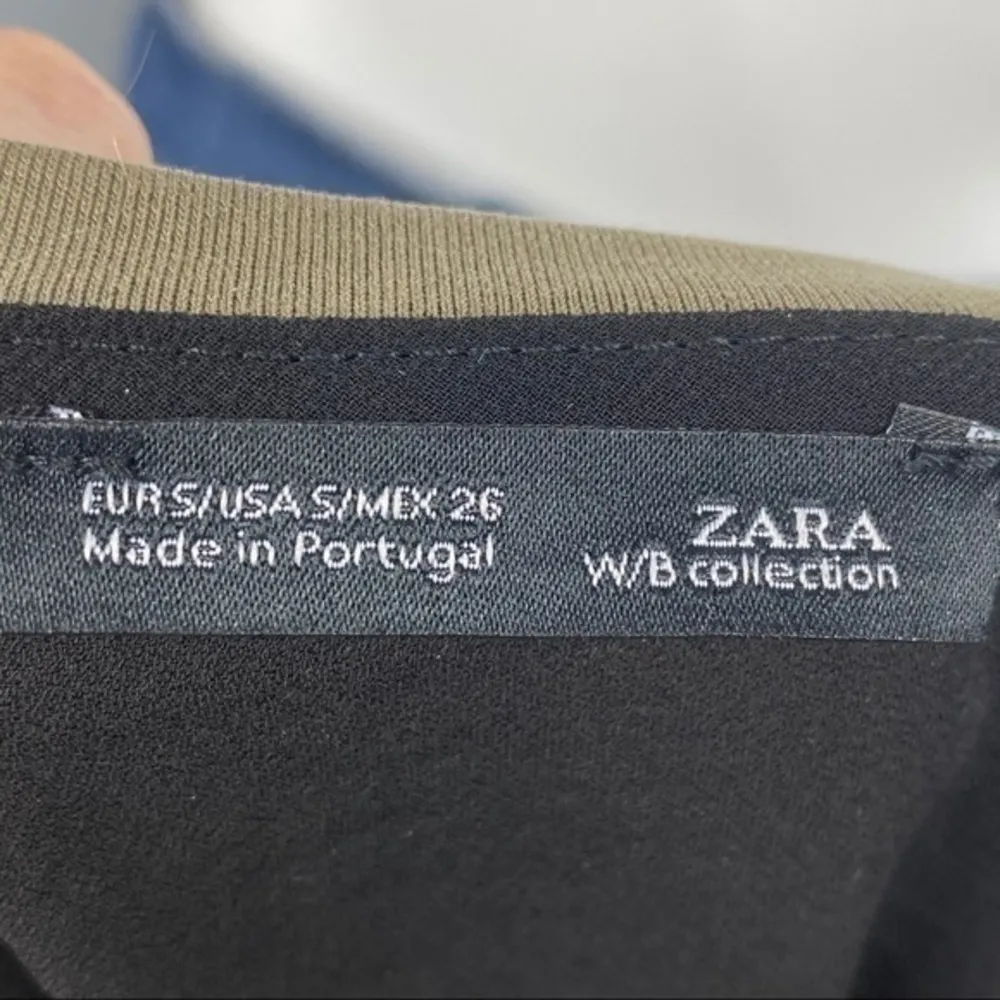 EUR S/USA S/MEX 26
Made in Portugal
ZARA
W/B collection